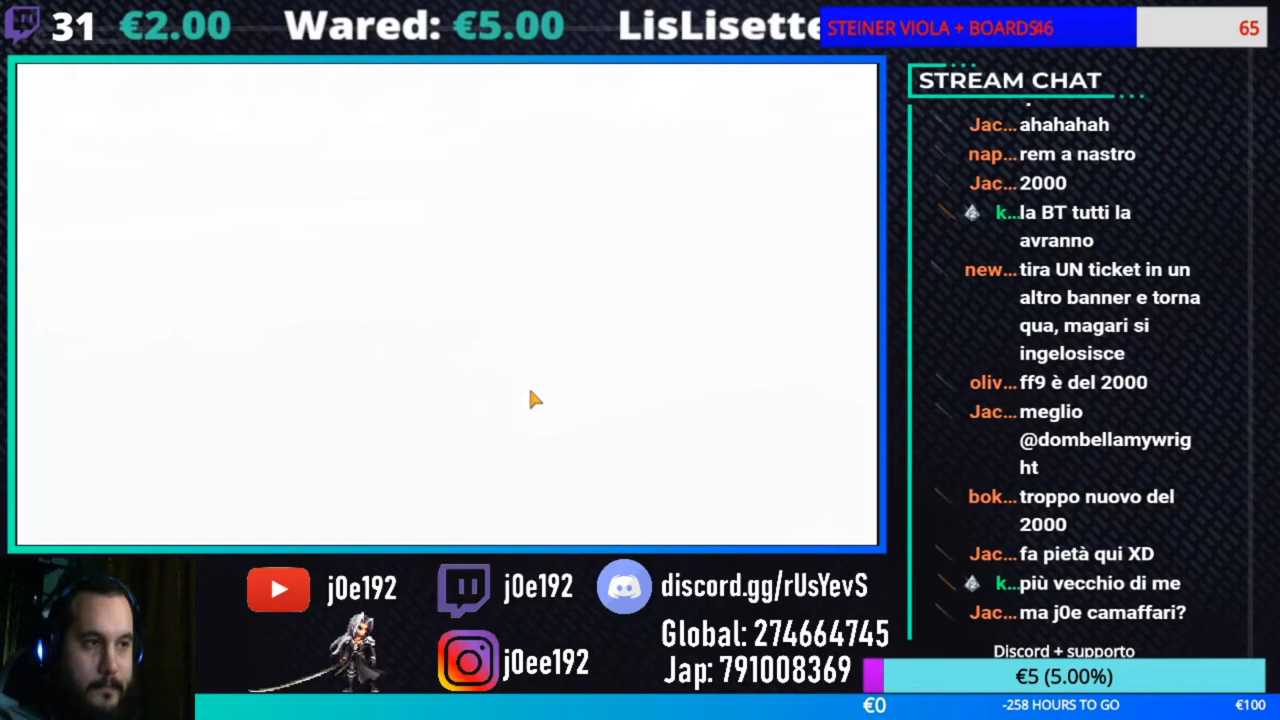 31 €2.00 Wared: €5.00 LisLisette
STEINER VIOLA + BOARDS46 65
STREAM CHAT
Jac... ahahahah
nap... rem a nastro
Jac... 2000
k... la BT tutti la
avranno
new... tira UN ticket in un
altro banner e torna
qua, magari si
ingelosisce
oliv... ff9 è del 2000
Jac... meglio
@dombellamywrig
ht
bok... troppo nuovo del
2000
Jac... fa pietà qui XD
k... più vecchio di me
Jac... ma j0e camaffari?
j0e192 j0e192 discord.gg/rUsYevS
j0ee192
Global: 274664745
Jap: 791008369
Discord + supporto
€5 (5.00%)
€0 -258 HOURS TO GO €100